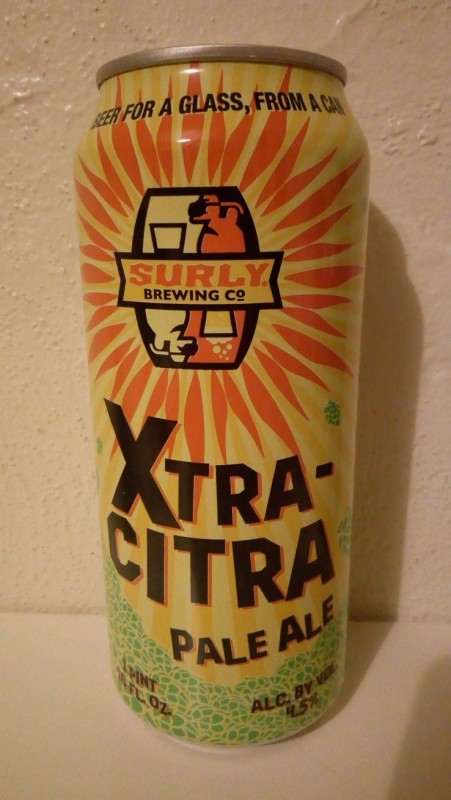 BEER FOR A GLASS, FROM A CAN
SURLY
BREWING CO
XTRA-
CITRA
PALE ALE
1 PINT
16 FL. OZ.
ALC. BY VOL.
4.5%